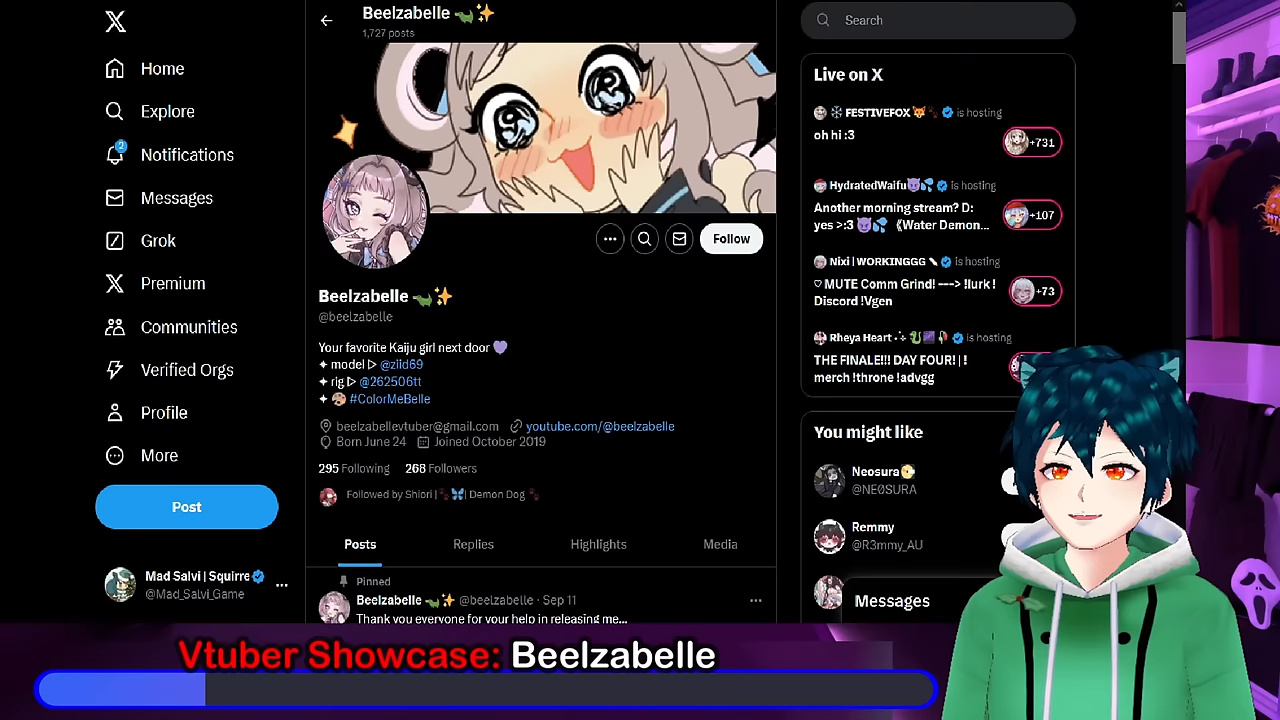 Home
Explore
2
Notifications
Messages
Grok
Premium
Communities
Verified Orgs
Profile
More
Post
Mad Salvi | Squirre
@Mad_Salvi_Game
Beelzabelle
1,727 posts
Follow
Beelzabelle
@beelzabelle
Your favorite Kaiju girl next door 💜
✦ model ▷ @ziid69
✦ rig ▷ @262506tt
✦ 🎨 #ColorMeBelle
beelzabellevtuber@gmail.com youtube.com/@beelzabelle
Born June 24 Joined October 2019
295 Following 268 Followers
Followed by Shiori | Demon Dog
Posts Replies Highlights Media
Pinned
Beelzabelle @beelzabelle · Sep 11
Thank you everyone for your help in releasing me...
Search
Live on X
FESTIVEFOX is hosting
oh hi :3
+731
HydratedWaifu is hosting
Another morning stream? D:
yes >:3 😈💦 《Water Demon...
+107
Nixi | WORKINGGG is hosting
♡ MUTE Comm Grind! ---> !lurk !
Discord !Vgen
+73
Rheya Heart is hosting
THE FINALE!!! DAY FOUR! | !
merch !throne !advgg
You might like
Neosura
@NE0SURA
Remmy
@R3mmy_AU
Messages
Vtuber Showcase: Beelzabelle